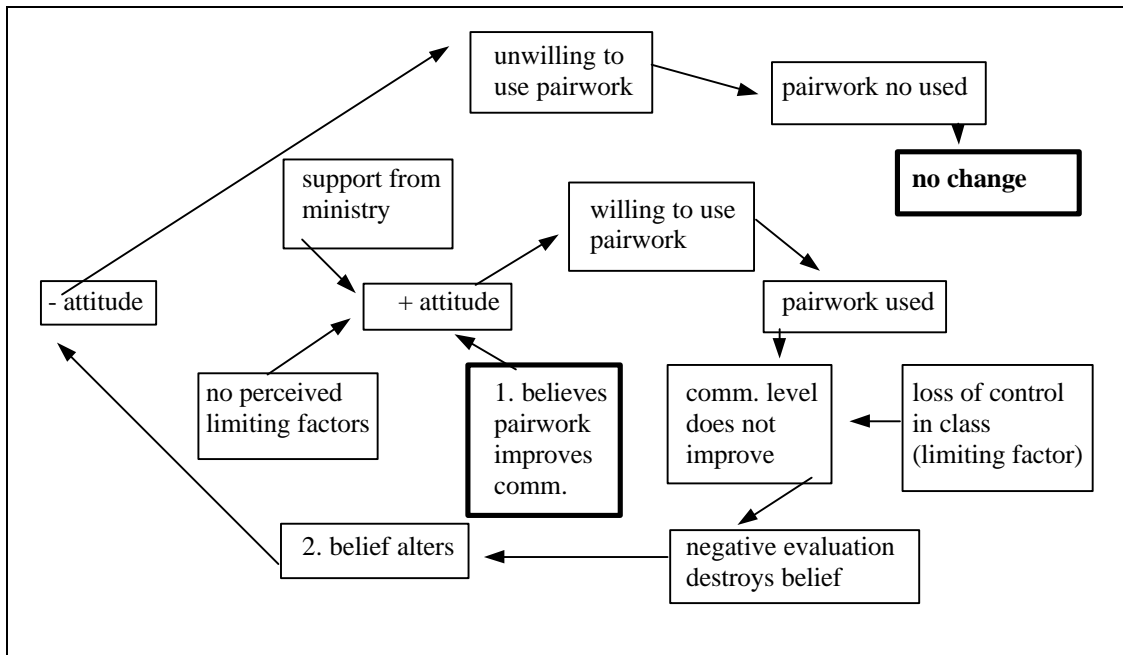 unwilling to
use pairwork
pairwork no used
no change
support from
ministry
willing to use
pairwork
- attitude
+ attitude
pairwork used
no perceived
limiting factors
1. believes
pairwork
improves
comm.
comm. level
does not
improve
loss of control
in class
(limiting factor)
2. belief alters
negative evaluation
destroys belief